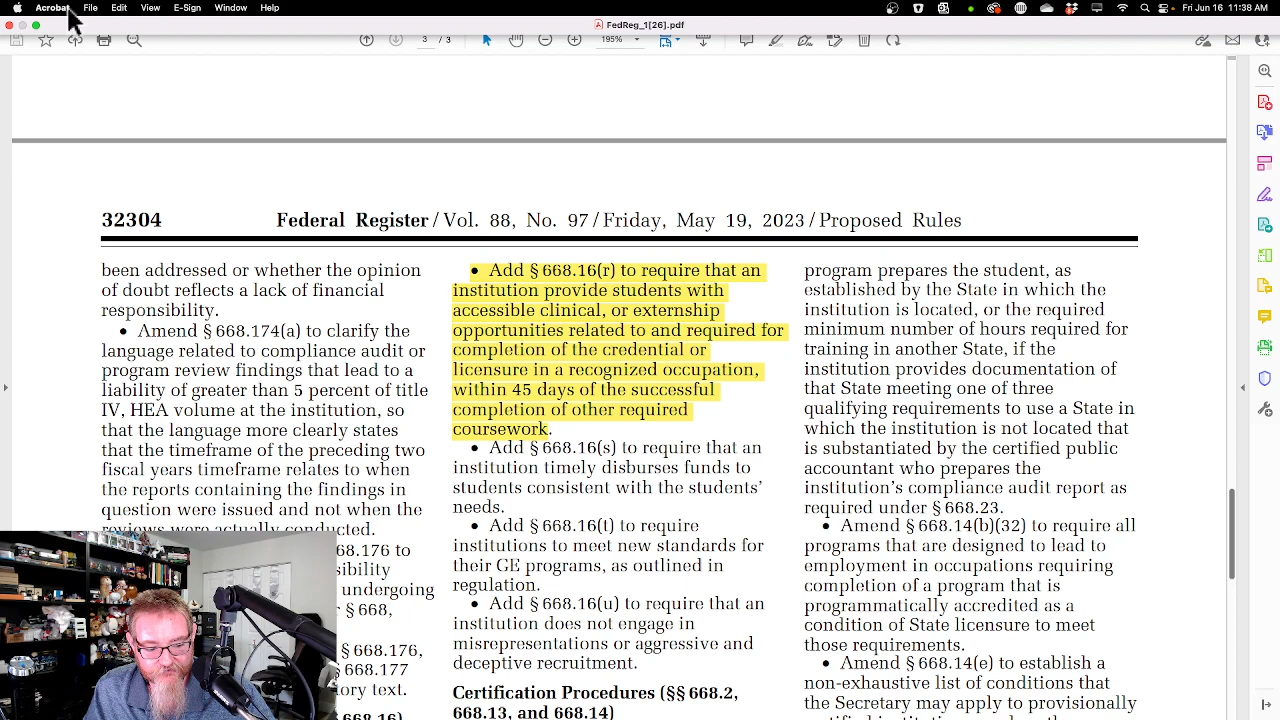 Acrobat File Edit View E-Sign Window Help
Fri Jun 16 11:38 AM
FedReg_1[26].pdf
3 / 3
195%
32304 Federal Register / Vol. 88, No. 97 / Friday, May 19, 2023 / Proposed Rules
been addressed or whether the opinion
of doubt reflects a lack of financial
responsibility.
• Amend § 668.174(a) to clarify the
language related to compliance audit or
program review findings that lead to a
liability of greater than 5 percent of title
IV, HEA volume at the institution, so
that the language more clearly states
that the timeframe of the preceding two
fiscal years timeframe relates to when
the reports containing the findings in
question were issued and not when the
reviews were actually conducted.
68.176 to
sibility
undergoing
§ 668,
§ 668.176,
668.177
ory text.
668.16)
• Add § 668.16(r) to require that an
institution provide students with
accessible clinical, or externship
opportunities related to and required for
completion of the credential or
licensure in a recognized occupation,
within 45 days of the successful
completion of other required
coursework.
• Add § 668.16(s) to require that an
institution timely disburses funds to
students consistent with the students’
needs.
• Add § 668.16(t) to require
institutions to meet new standards for
their GE programs, as outlined in
regulation.
• Add § 668.16(u) to require that an
institution does not engage in
misrepresentations or aggressive and
deceptive recruitment.
Certification Procedures (§§ 668.2,
668.13, and 668.14)
program prepares the student, as
established by the State in which the
institution is located, or the required
minimum number of hours required for
training in another State, if the
institution provides documentation of
that State meeting one of three
qualifying requirements to use a State in
which the institution is not located that
is substantiated by the certified public
accountant who prepares the
institution’s compliance audit report as
required under § 668.23.
• Amend § 668.14(b)(32) to require all
programs that are designed to lead to
employment in occupations requiring
completion of a program that is
programmatically accredited as a
condition of State licensure to meet
those requirements.
• Amend § 668.14(e) to establish a
non-exhaustive list of conditions that
the Secretary may apply to provisionally